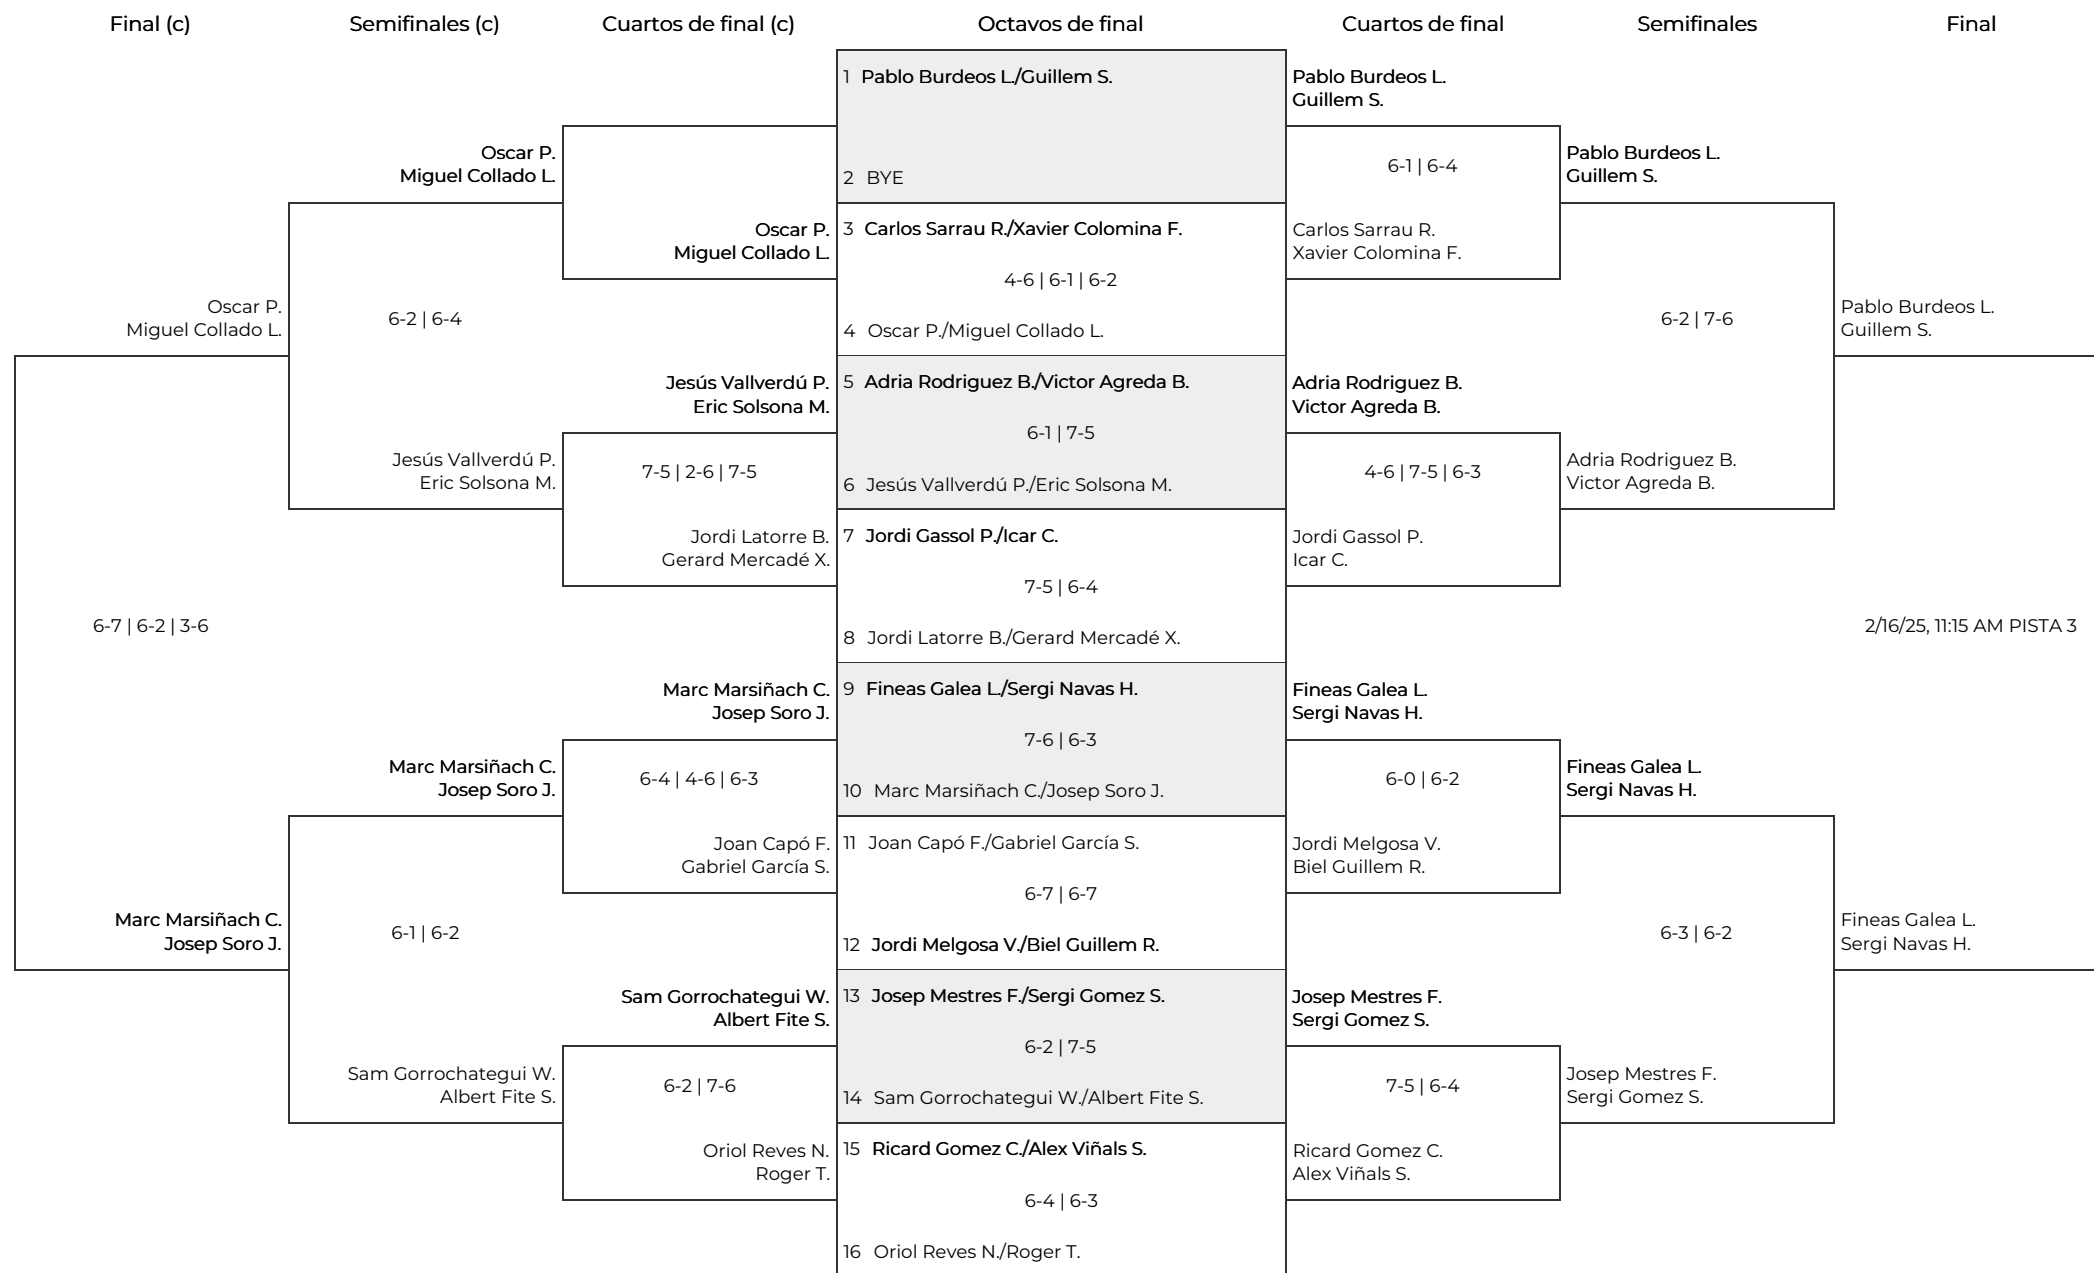 Final (c)
Semifinales (c)
Cuartos de final (c)
Octavos de final
Cuartos de final
Semifinales
Final
Oscar P.
Miguel Collado L.
6-7 | 6-2 | 3-6
Marc Marsiñach C.
Josep Soro J.
Oscar P.
Miguel Collado L.
6-2 | 6-4
Jesús Vallverdú P.
Eric Solsona M.
Marc Marsiñach C.
Josep Soro J.
6-1 | 6-2
Sam Gorrochategui W.
Albert Fite S.
Oscar P.
Miguel Collado L.
Jesús Vallverdú P.
Eric Solsona M.
7-5 | 2-6 | 7-5
Jordi Latorre B.
Gerard Mercadé X.
Marc Marsiñach C.
Josep Soro J.
6-4 | 4-6 | 6-3
Joan Capó F.
Gabriel García S.
Sam Gorrochategui W.
Albert Fite S.
6-2 | 7-6
Oriol Reves N.
Roger T.
1 Pablo Burdeos L./Guillem S.
2 BYE
3 Carlos Sarrau R./Xavier Colomina F.
4-6 | 6-1 | 6-2
4 Oscar P./Miguel Collado L.
5 Adria Rodriguez B./Victor Agreda B.
6-1 | 7-5
6 Jesús Vallverdú P./Eric Solsona M.
7 Jordi Gassol P./Icar C.
7-5 | 6-4
8 Jordi Latorre B./Gerard Mercadé X.
9 Fineas Galea L./Sergi Navas H.
7-6 | 6-3
10 Marc Marsiñach C./Josep Soro J.
11 Joan Capó F./Gabriel García S.
6-7 | 6-7
12 Jordi Melgosa V./Biel Guillem R.
13 Josep Mestres F./Sergi Gomez S.
6-2 | 7-5
14 Sam Gorrochategui W./Albert Fite S.
15 Ricard Gomez C./Alex Viñals S.
6-4 | 6-3
16 Oriol Reves N./Roger T.
Pablo Burdeos L.
Guillem S.
6-1 | 6-4
Carlos Sarrau R.
Xavier Colomina F.
Adria Rodriguez B.
Victor Agreda B.
4-6 | 7-5 | 6-3
Jordi Gassol P.
Icar C.
Fineas Galea L.
Sergi Navas H.
6-0 | 6-2
Jordi Melgosa V.
Biel Guillem R.
Josep Mestres F.
Sergi Gomez S.
7-5 | 6-4
Ricard Gomez C.
Alex Viñals S.
Pablo Burdeos L.
Guillem S.
6-2 | 7-6
Adria Rodriguez B.
Victor Agreda B.
Fineas Galea L.
Sergi Navas H.
6-3 | 6-2
Josep Mestres F.
Sergi Gomez S.
Pablo Burdeos L.
Guillem S.
2/16/25, 11:15 AM PISTA 3
Fineas Galea L.
Sergi Navas H.